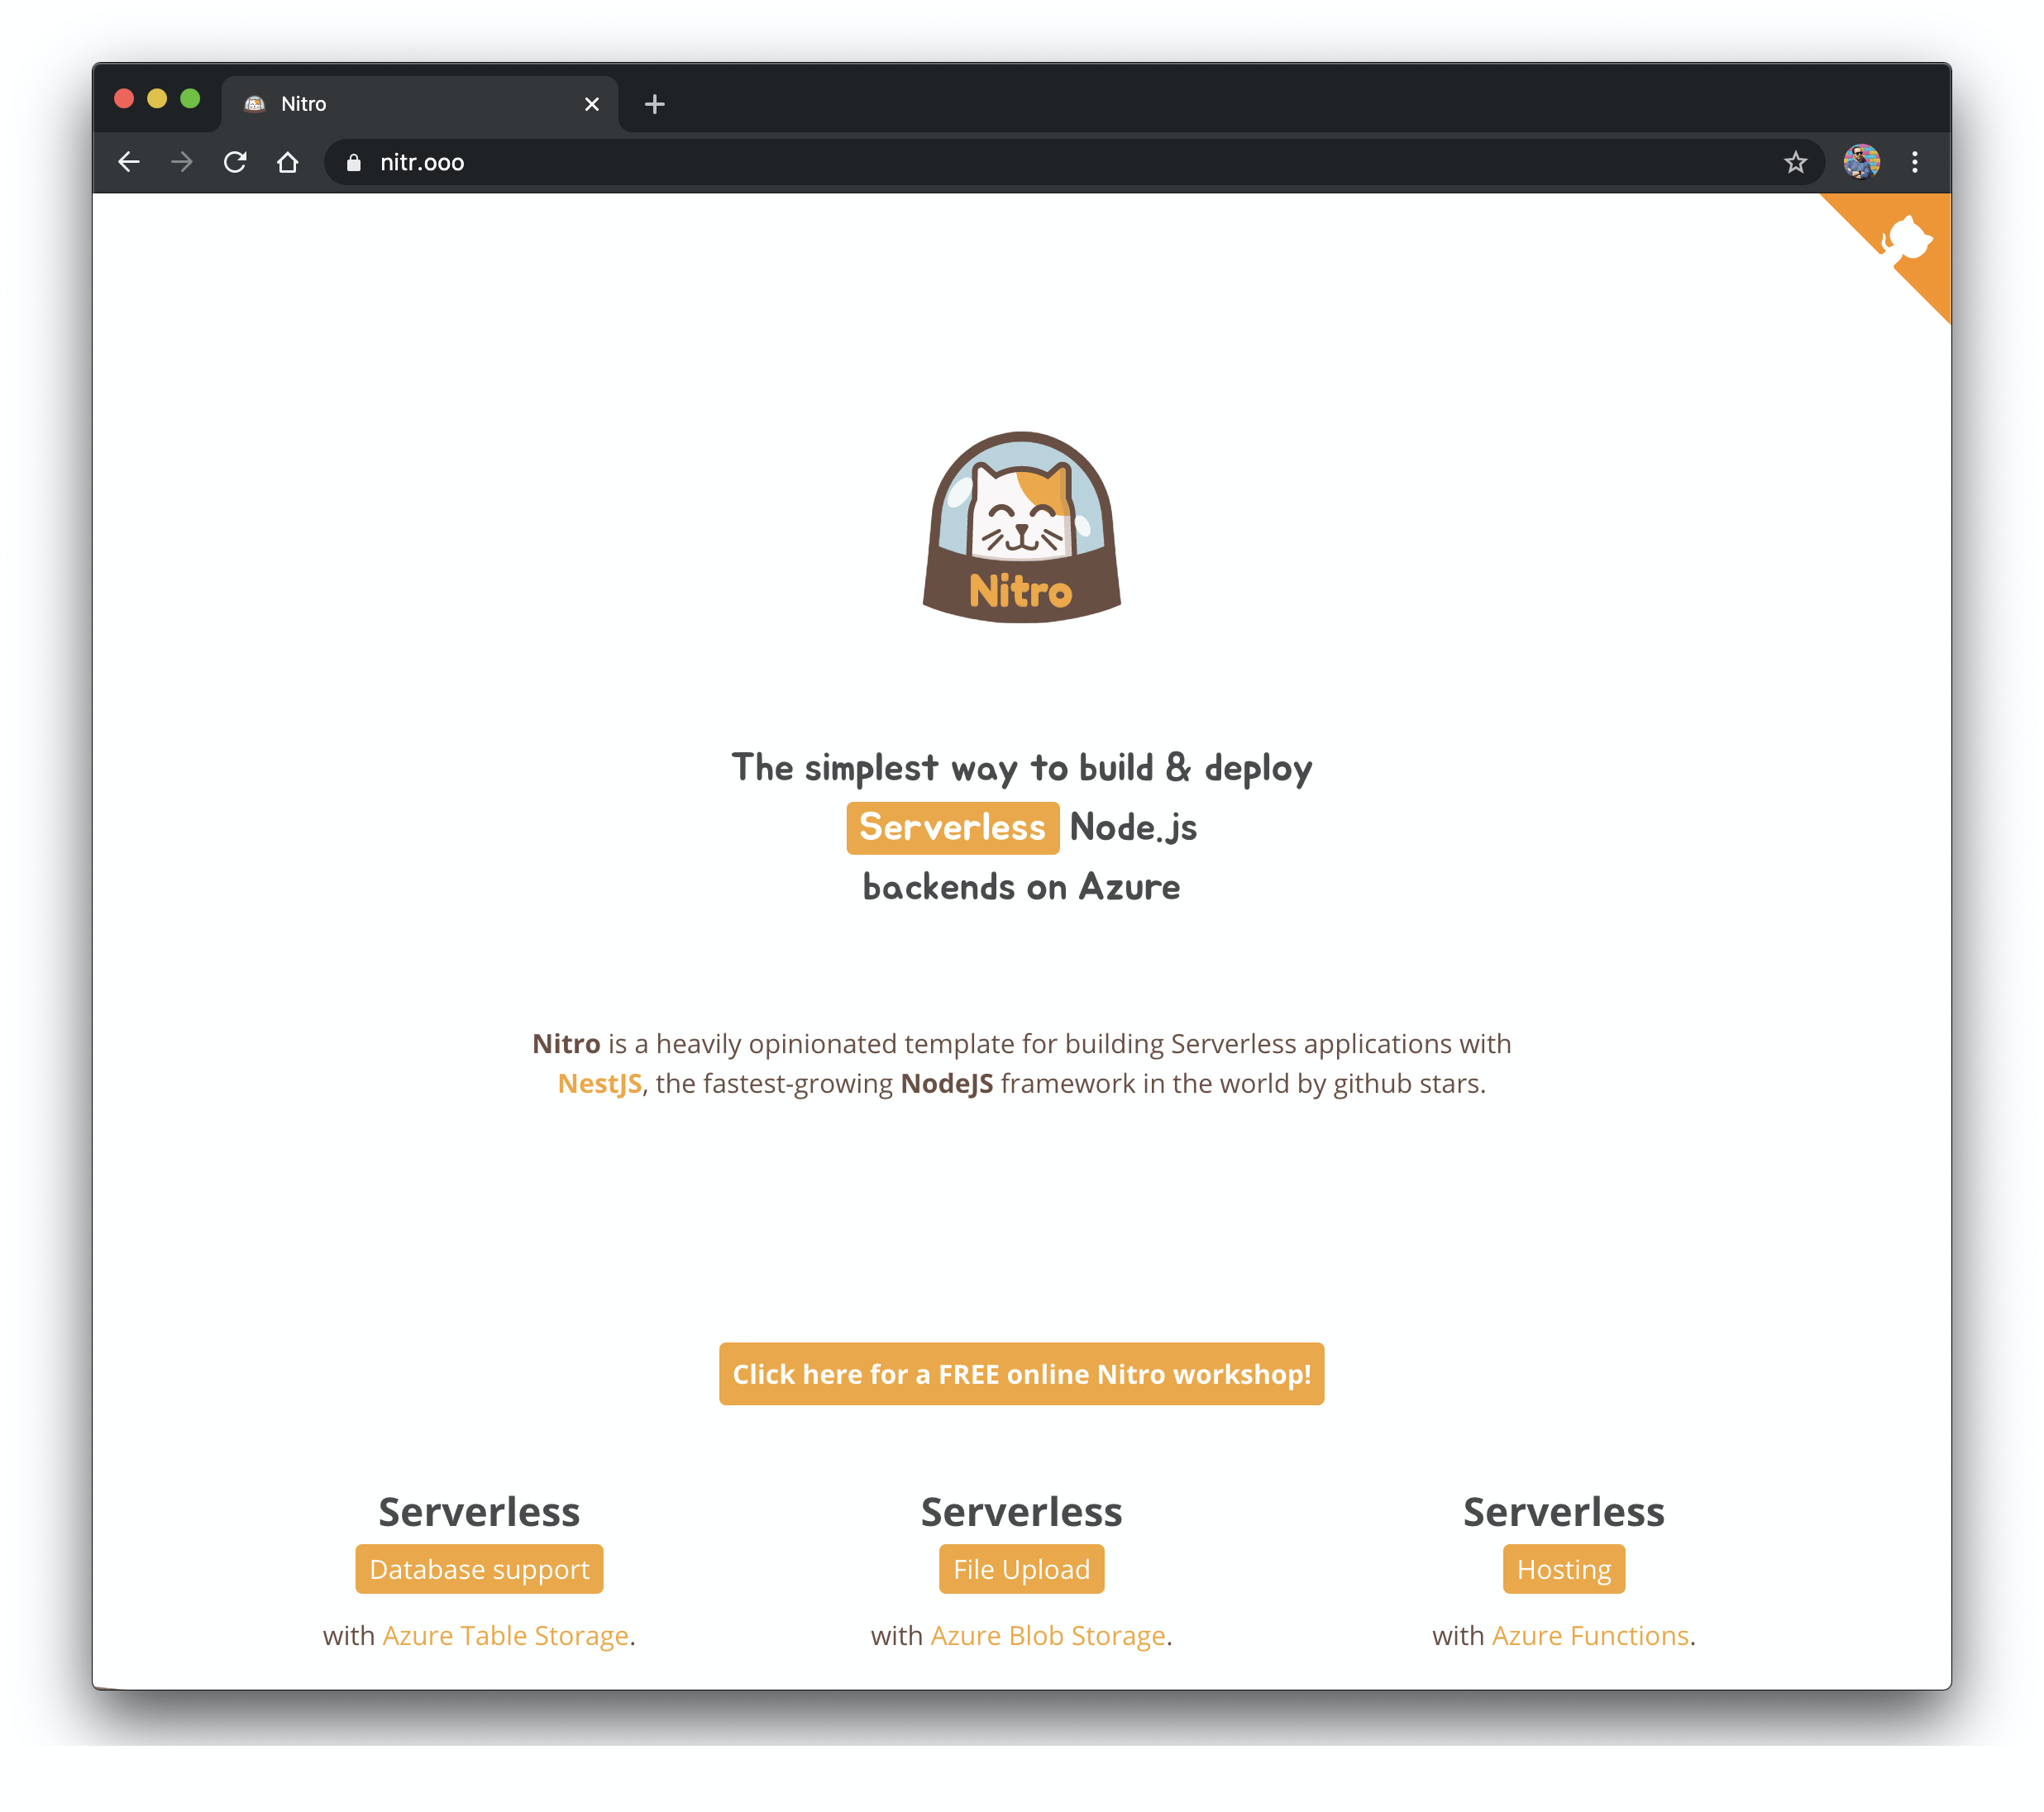 Nitro
nitr.ooo
Nitro
The simplest way to build & deploy
Serverless Node.js
backends on Azure
Nitro is a heavily opinionated template for building Serverless applications with
NestJS, the fastest-growing NodeJS framework in the world by github stars.
Click here for a FREE online Nitro workshop!
Serverless
Database support
with Azure Table Storage.
Serverless
File Upload
with Azure Blob Storage.
Serverless
Hosting
with Azure Functions.